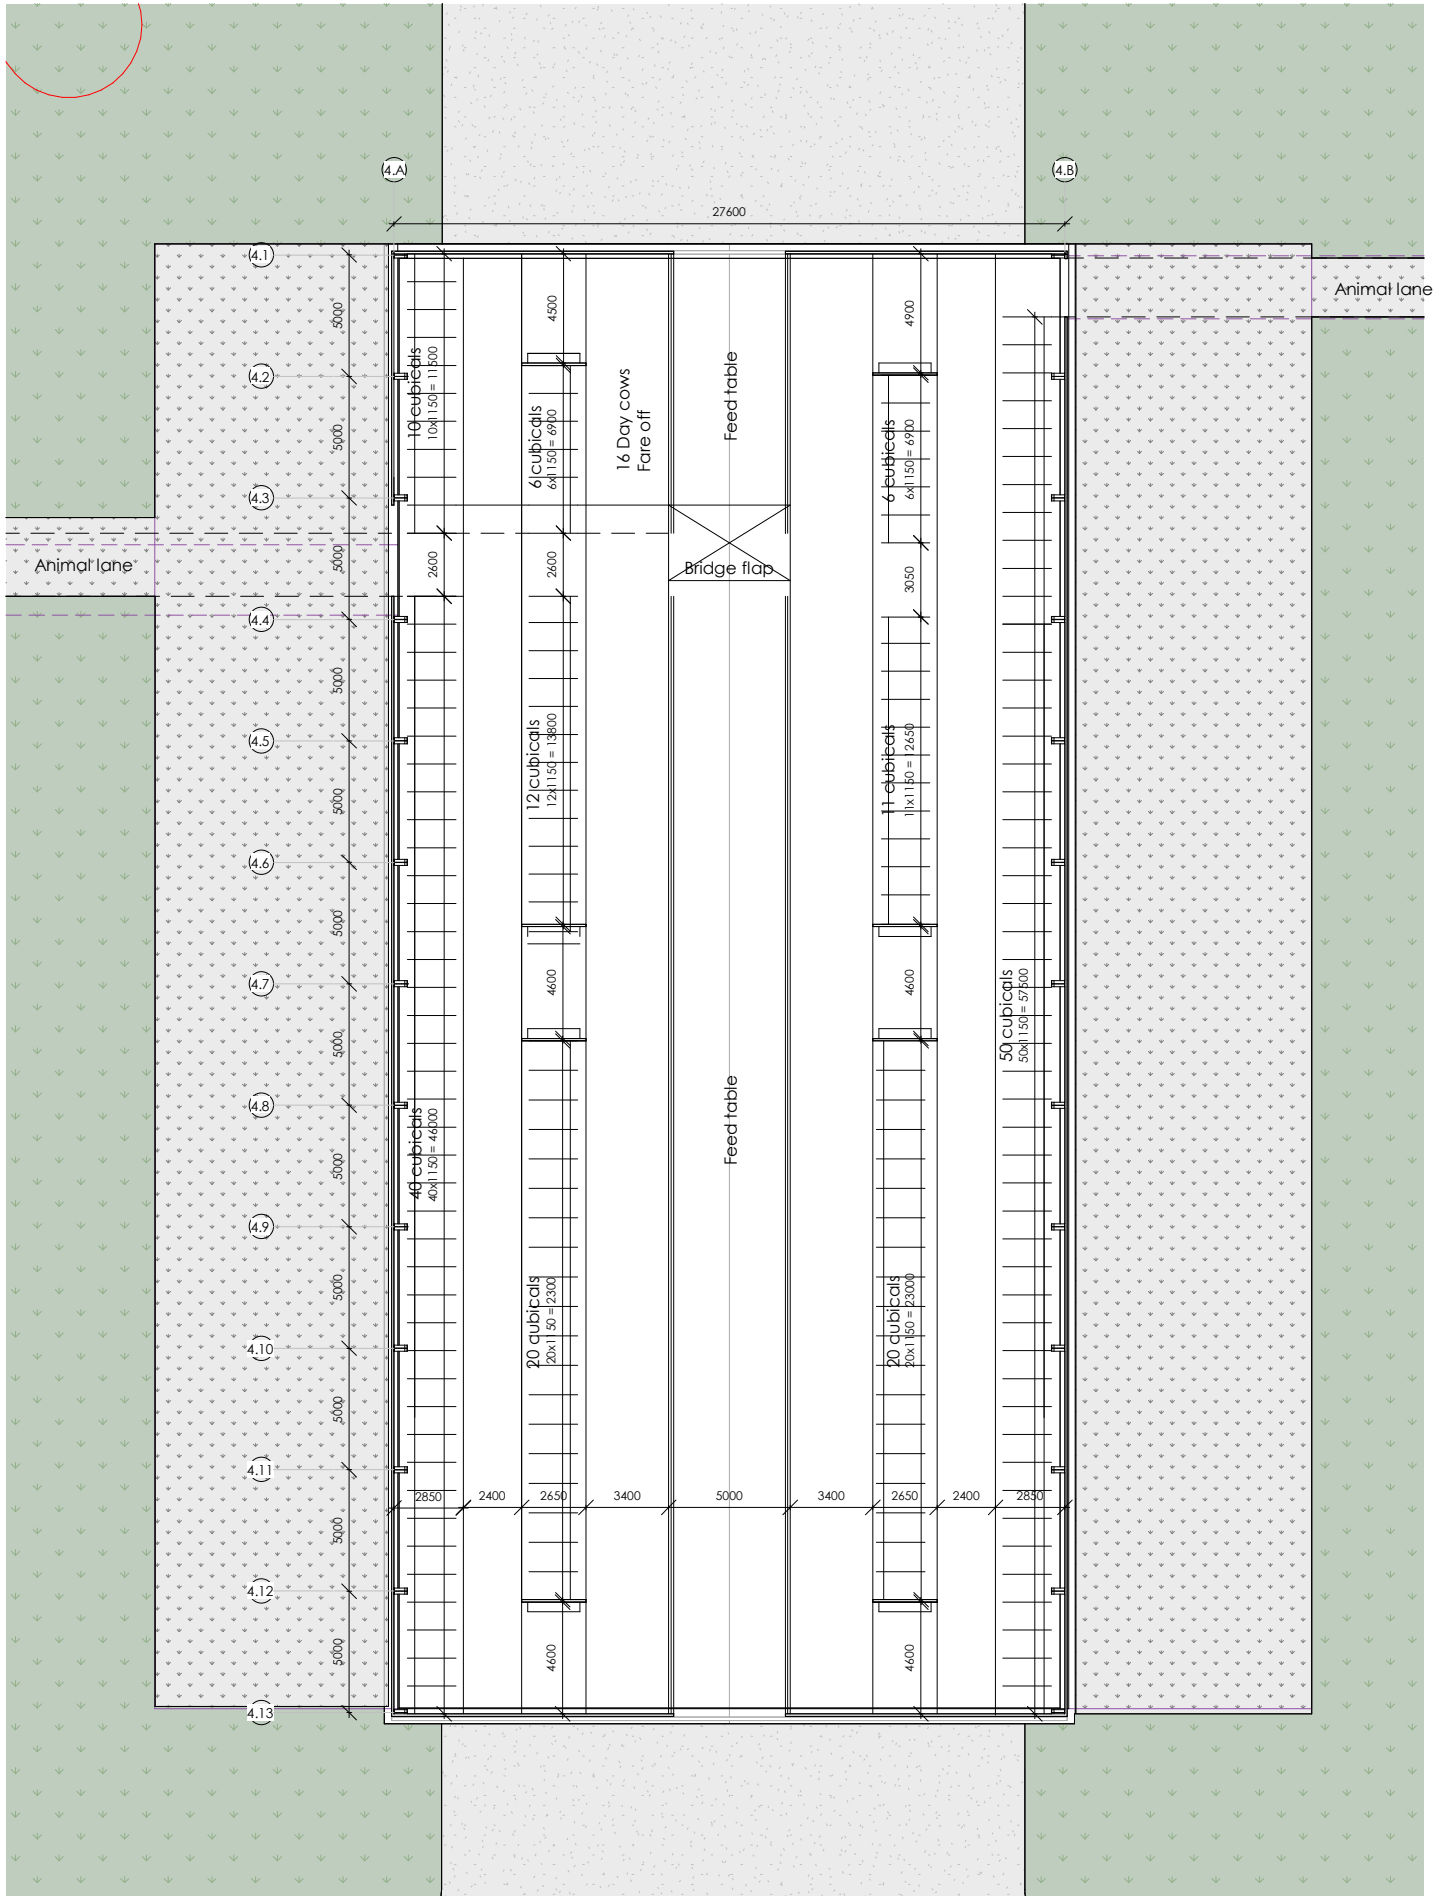 4.A
4.B
27600
4.1
Animal lane
5000
4500
4900
10 cubicals
10x1150 = 11500
4.2
Feed table
16 Day cows
Fare off
6 cubicals
6x1150 = 6900
6 cubicals
6x1150 = 6900
5000
4.3
Animal lane
5000
2600
2600
Bridge flap
3050
4.4
5000
4.5
12 cubicals
12x1150 = 13800
11 cubicals
11x1150 = 12650
5000
4.6
5000
4600
4600
4.7
50 cubicals
50x1150 = 57500
5000
4.8
40 cubicals
40x1150 = 46000
Feed table
5000
4.9
5000
20 cubicals
20x1150 = 2300
20 cubicals
20x1150 = 23000
4.10
5000
4.11
2850
2400
2650
3400
5000
3400
2650
2400
2850
5000
4.12
5000
4600
4600
4.13